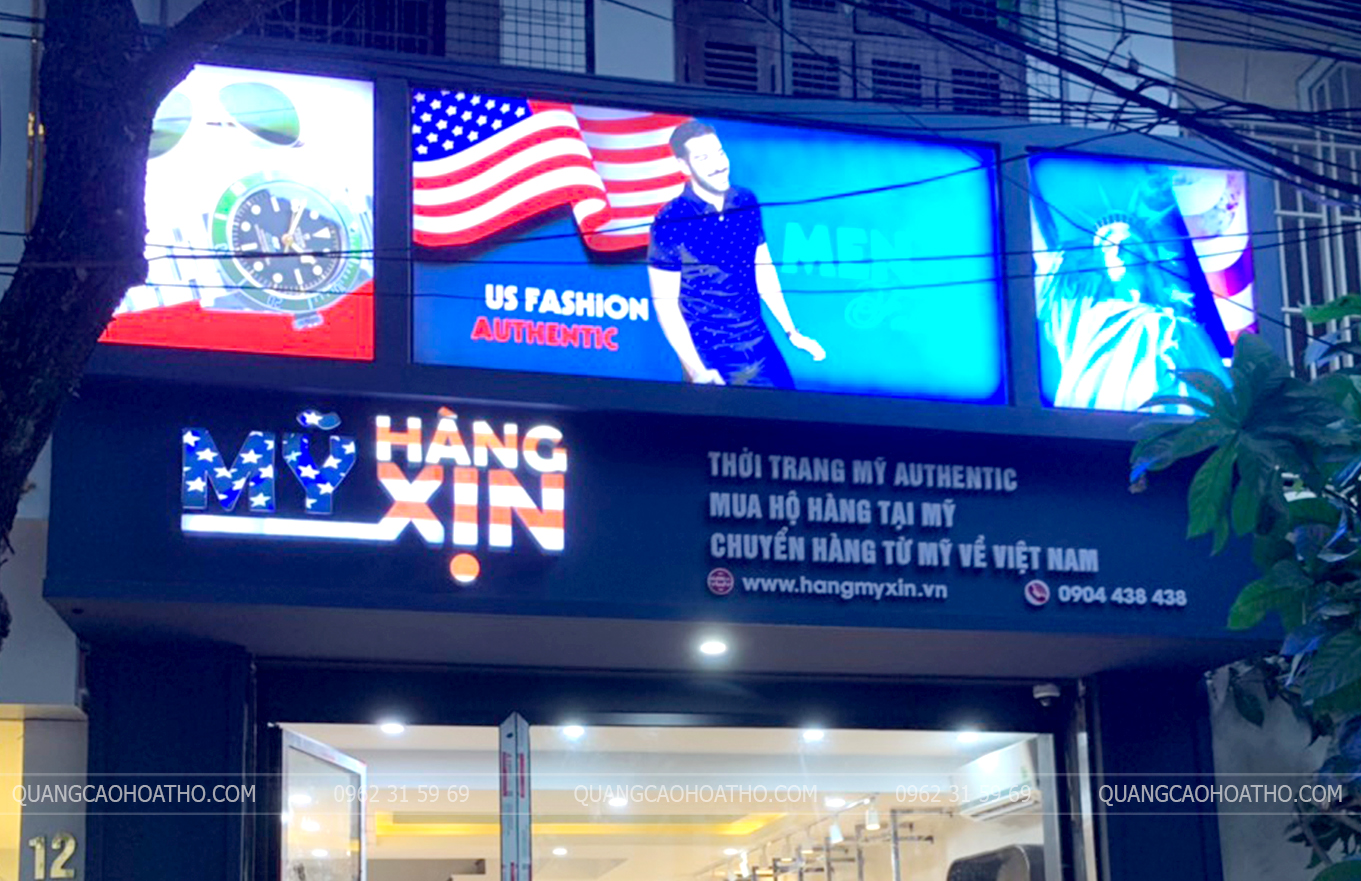 MEN
US FASHION
AUTHENTIC
MỸ HÀNG XỊN
THỜI TRANG MỸ AUTHENTIC
MUA HỘ HÀNG TẠI MỸ
CHUYỂN HÀNG TỪ MỸ VỀ VIỆT NAM
www.hangmyxin.vn 0904 438 438
QUANGCAOHOATHO.COM 0962 31 59 69 QUANGCAOHOATHO.COM 0962 31 59 69 QUANGCAOHOATHO.COM
12